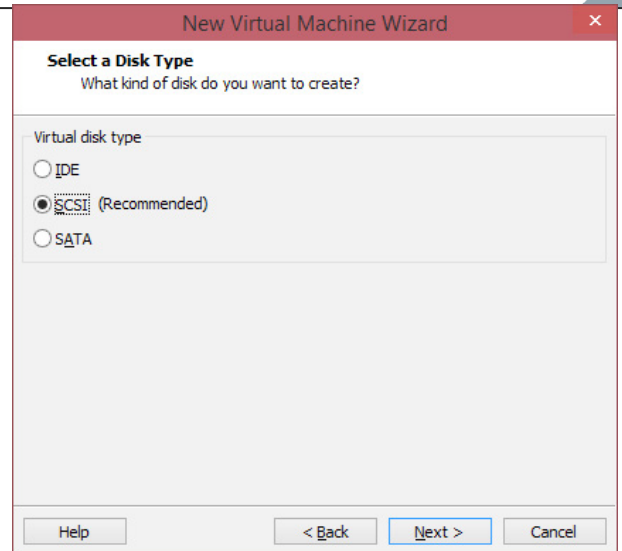 New Virtual Machine Wizard
Select a Disk Type
What kind of disk do you want to create?
Virtual disk type
IDE
SCSI (Recommended)
SATA
Help < Back Next > Cancel